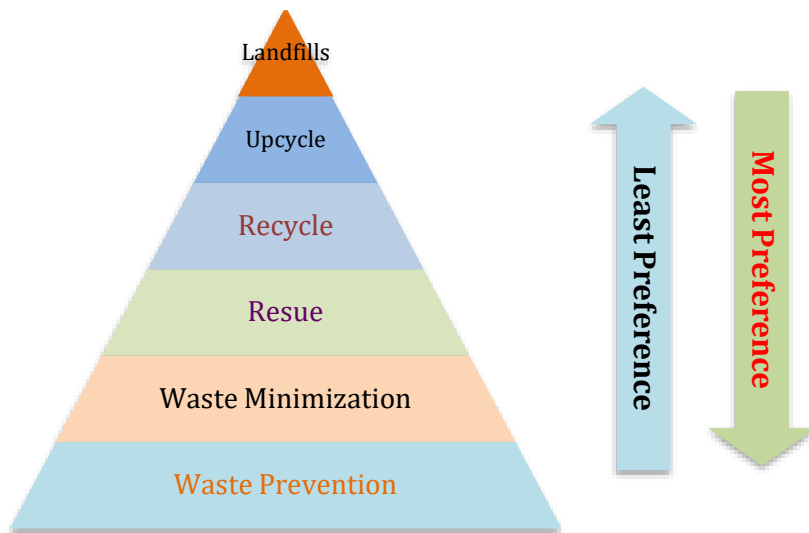 Landfills
Upcycle
Recycle
Resue
Waste Minimization
Waste Prevention
Least Preference
Most Preference